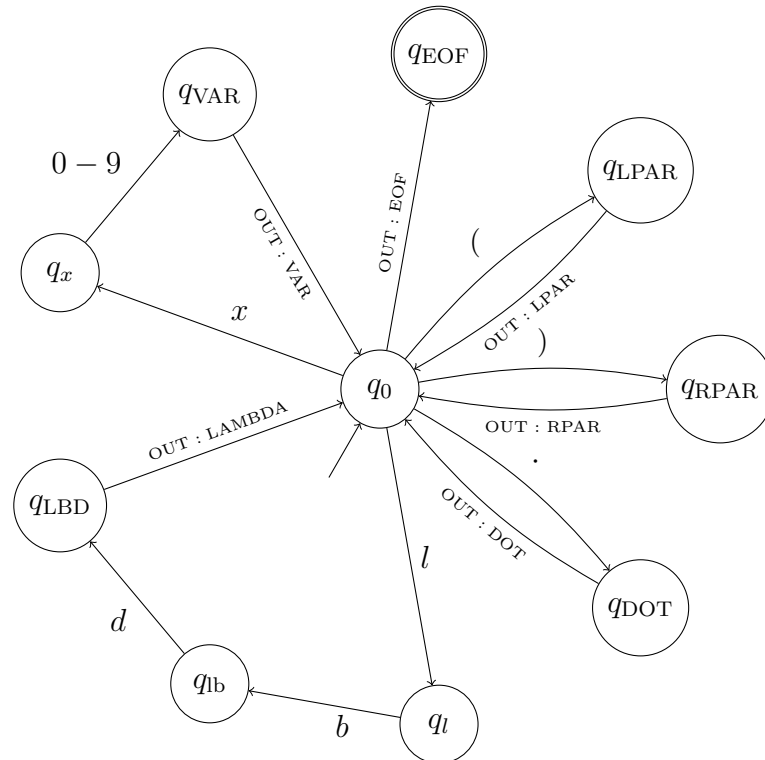 q_EOF
q_VAR
q_LPAR
0 − 9
OUT : EOF
OUT : VAR
(
q_x
OUT : LPAR
x
)
q_0
q_RPAR
OUT : LAMBDA
OUT : RPAR
.
q_LBD
OUT : DOT
l
q_DOT
d
q_lb
b
q_l